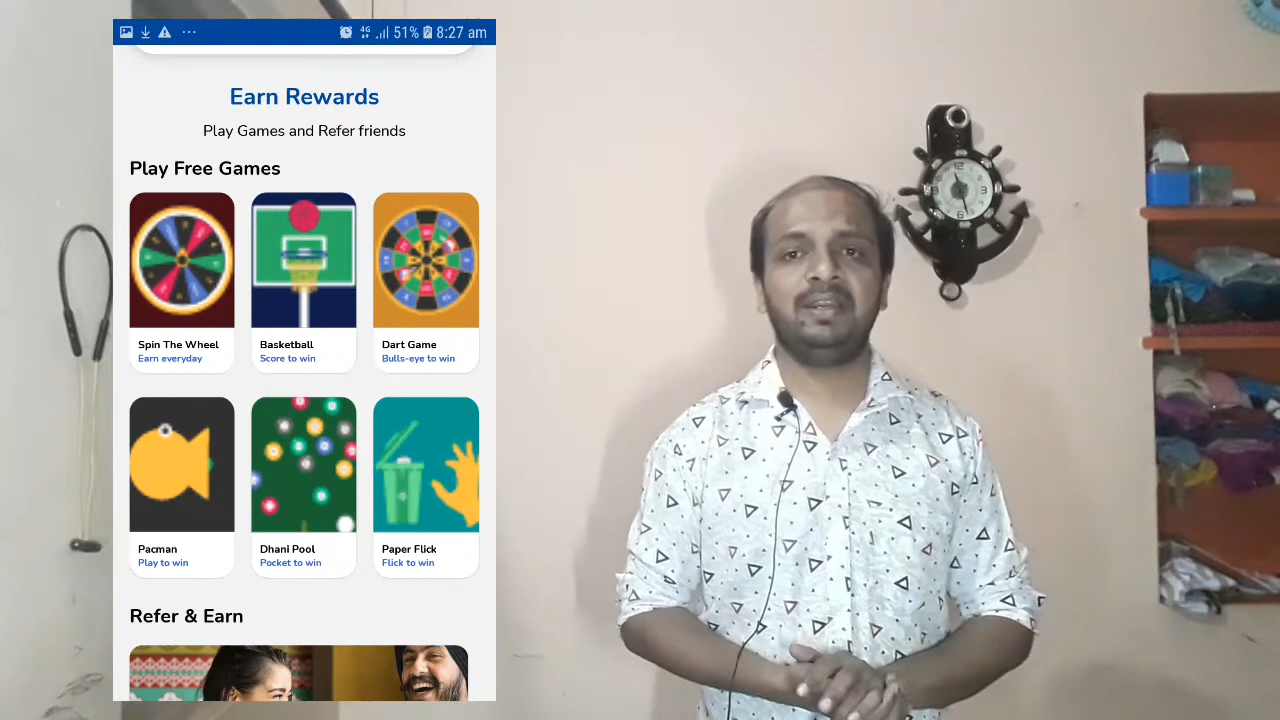 4G 51% 8:27 am
Earn Rewards
Play Games and Refer friends
Play Free Games
Spin The Wheel
Earn everyday
Basketball
Score to win
Dart Game
Bulls-eye to win
Pacman
Play to win
Dhani Pool
Pocket to win
Paper Flick
Flick to win
Refer & Earn